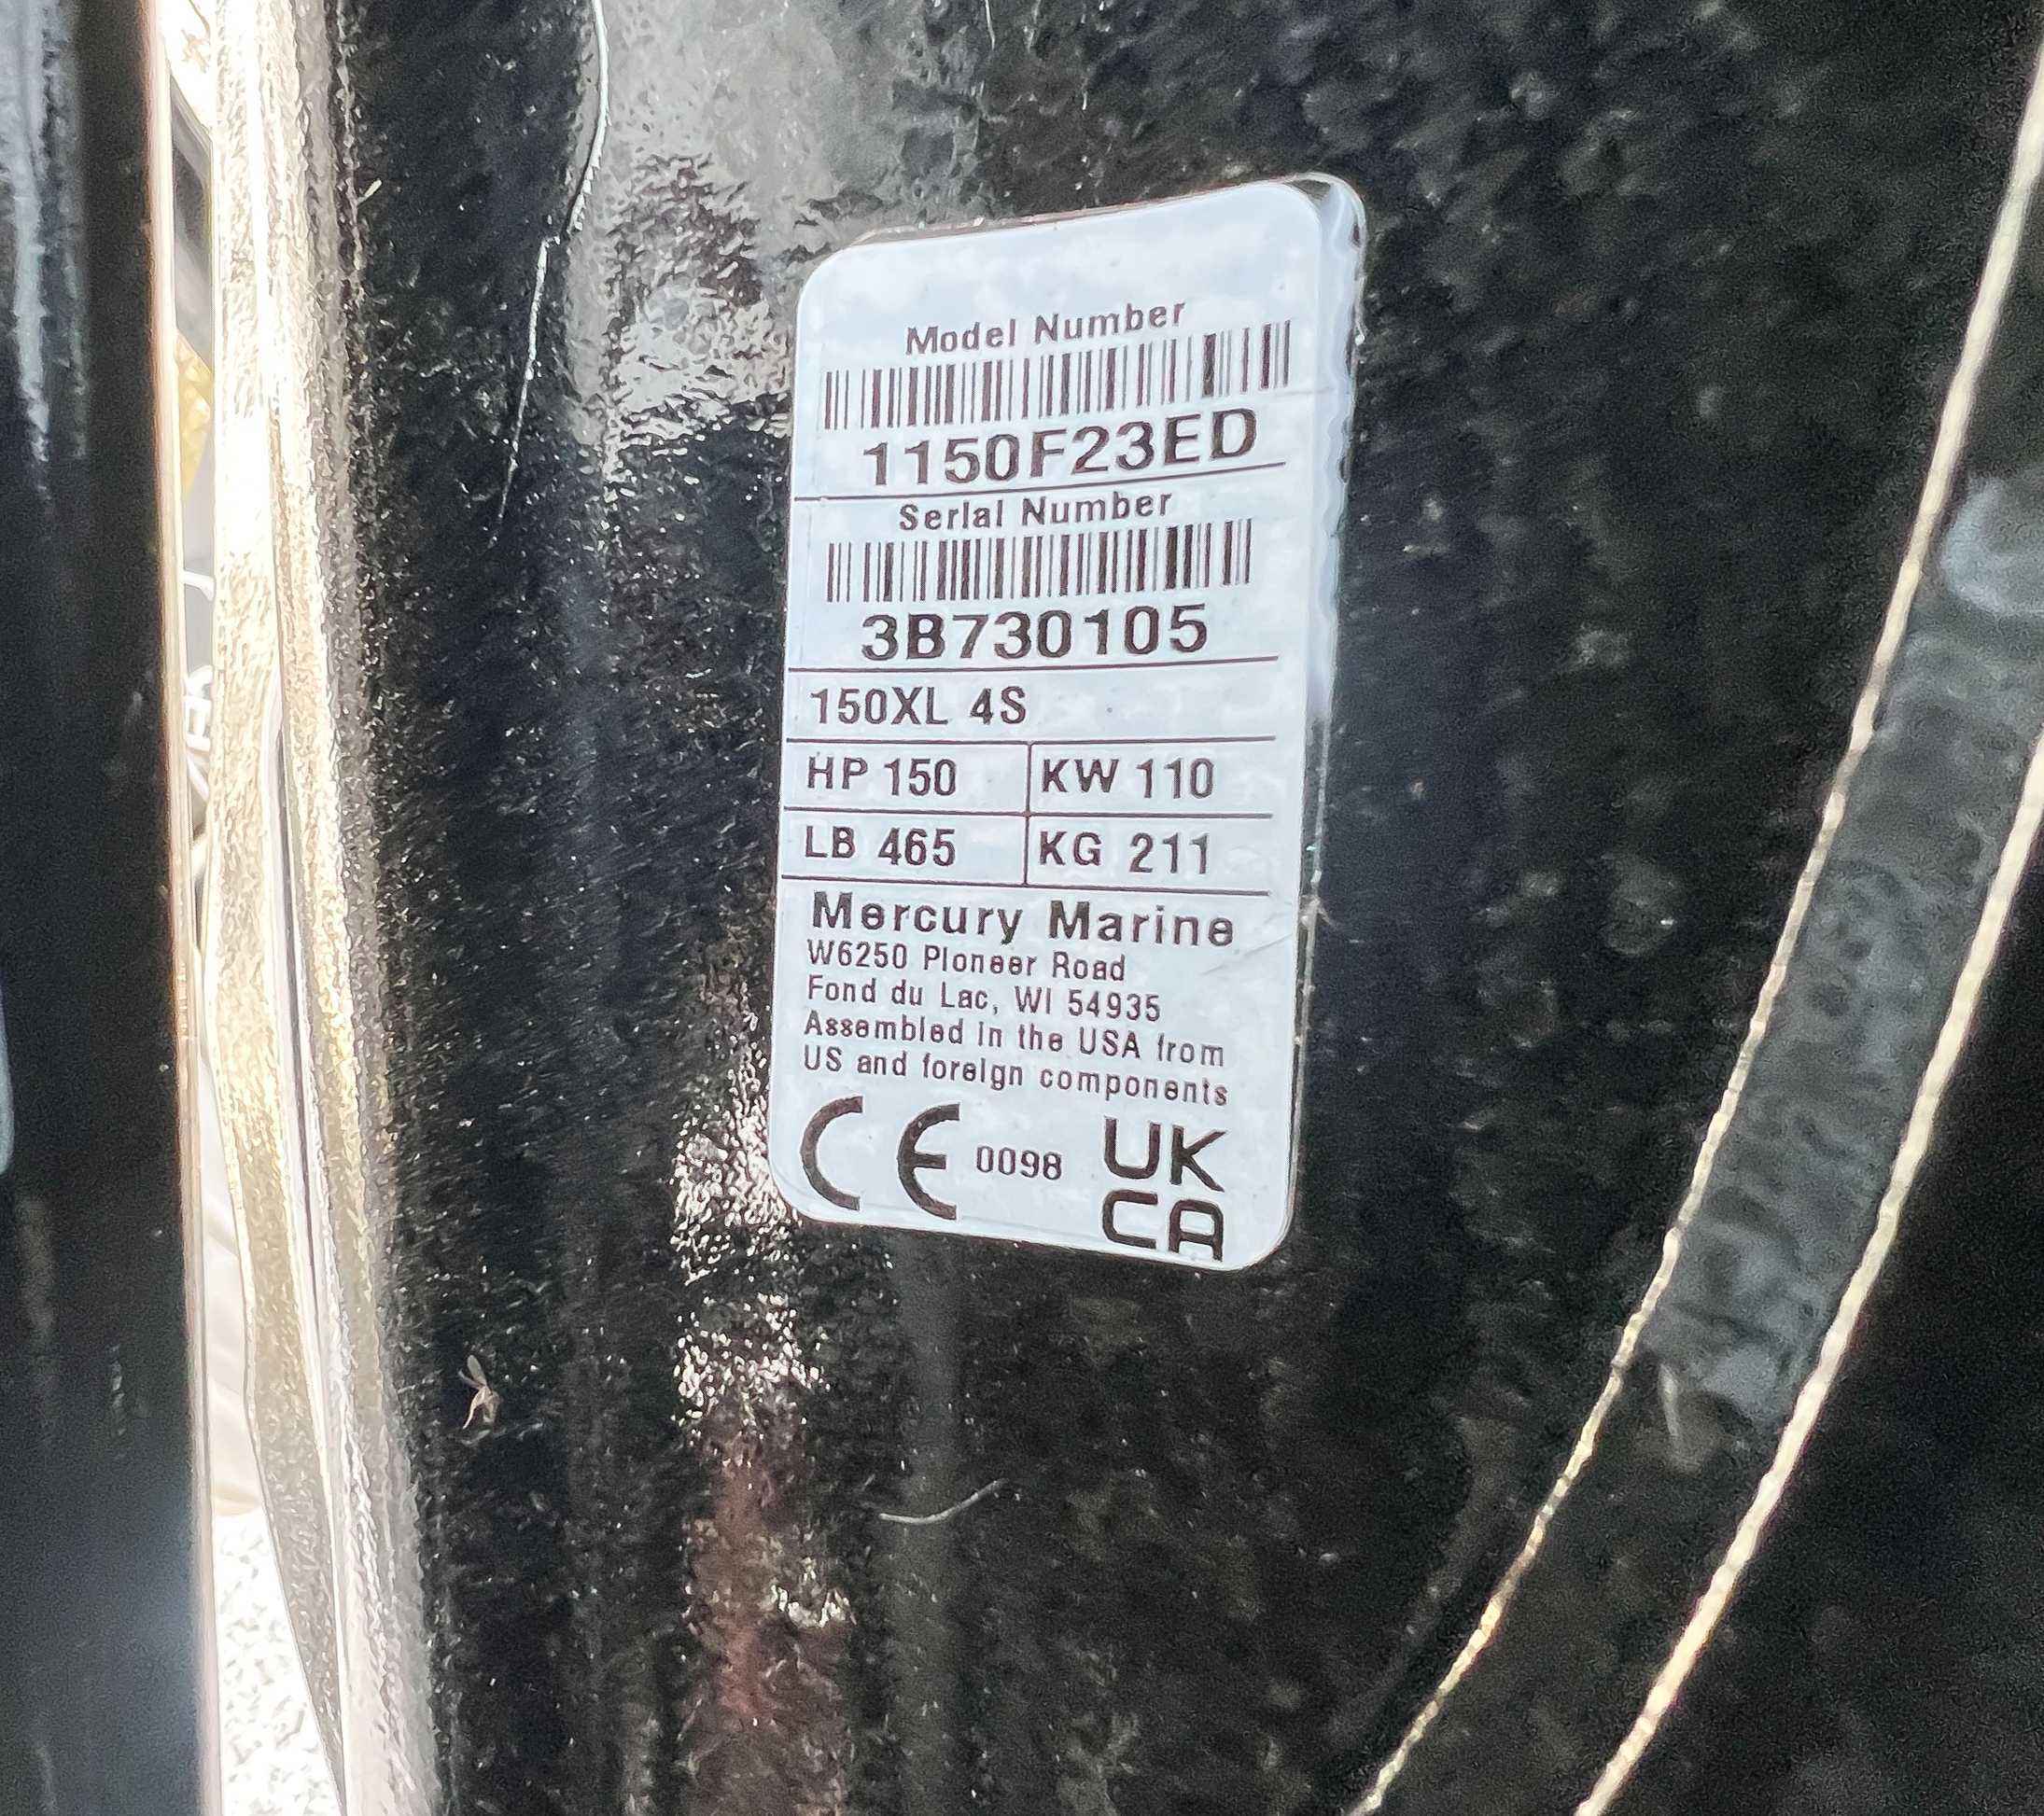 Model Number
1150F23ED
Serial Number
3B730105
150XL 4S
HP 150 KW 110
LB 465 KG 211
Mercury Marine
W6250 Pioneer Road
Fond du Lac, WI 54935
Assembled in the USA from
US and foreign components
CE 0098 UK
CA